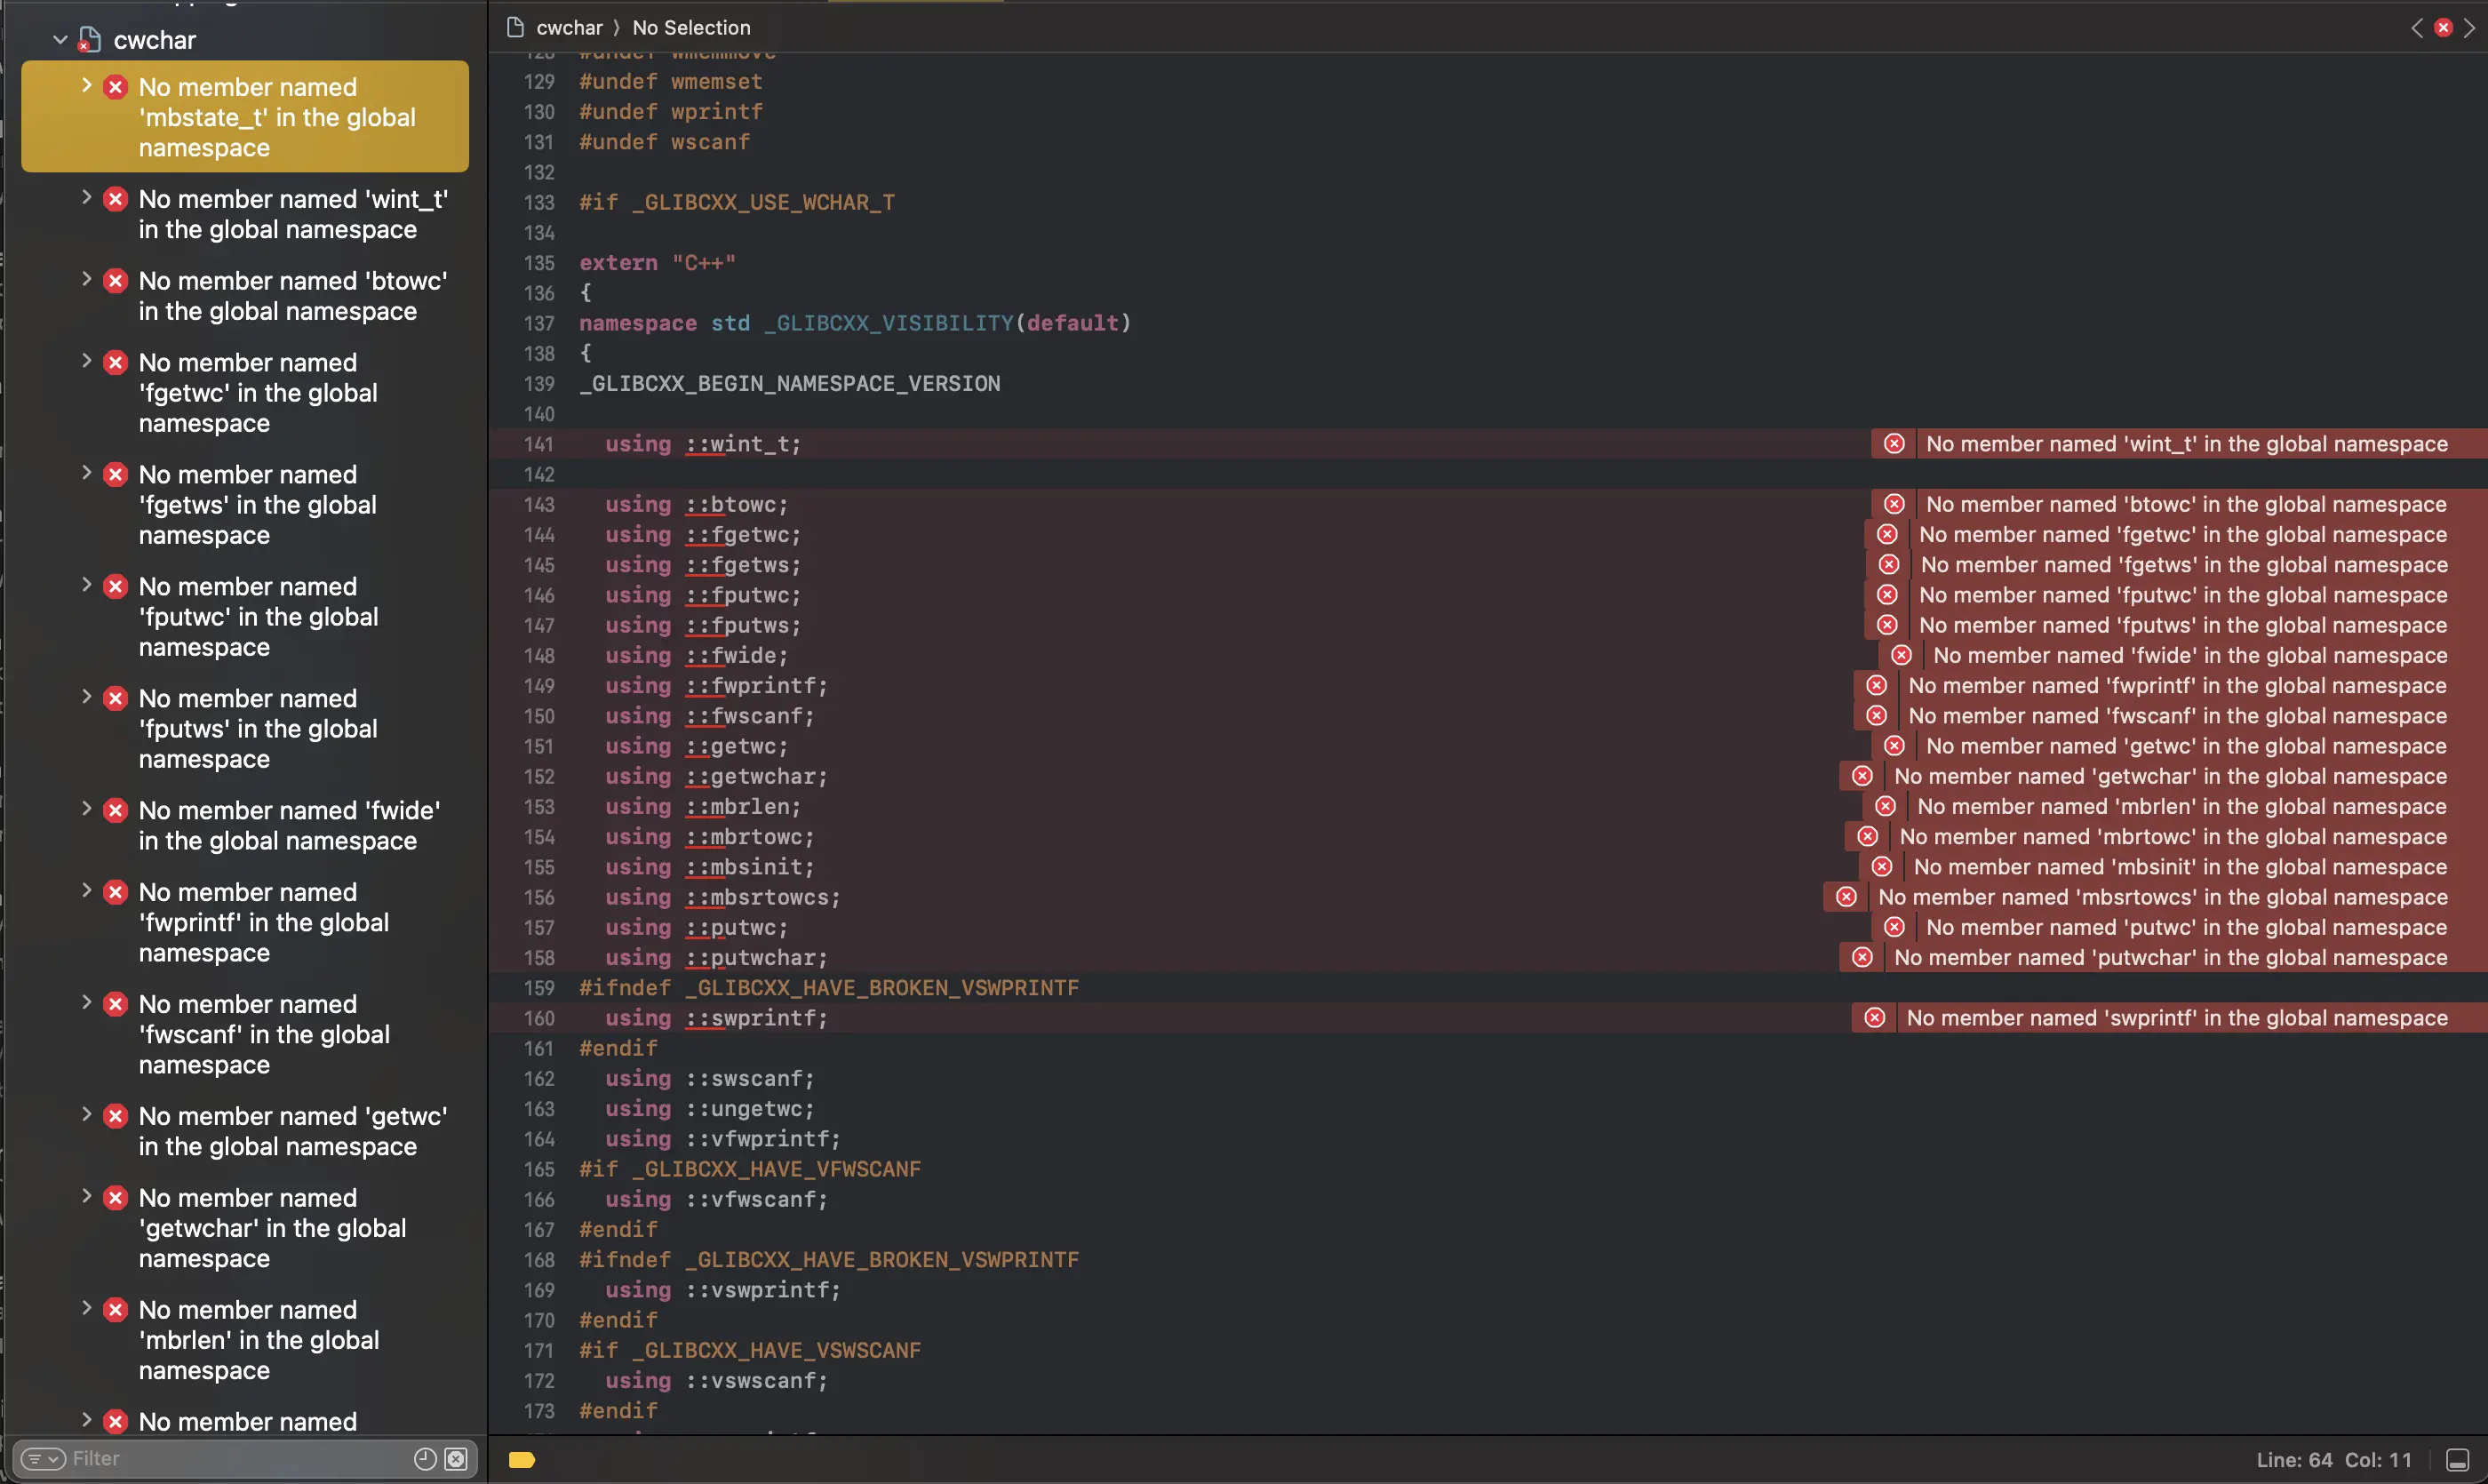 cwchar
No member named
'mbstate_t' in the global
namespace
No member named 'wint_t'
in the global namespace
No member named 'btowc'
in the global namespace
No member named
'fgetwc' in the global
namespace
No member named
'fgetws' in the global
namespace
No member named
'fputwc' in the global
namespace
No member named
'fputws' in the global
namespace
No member named 'fwide'
in the global namespace
No member named
'fwprintf' in the global
namespace
No member named
'fwscanf' in the global
namespace
No member named 'getwc'
in the global namespace
No member named
'getwchar' in the global
namespace
No member named
'mbrlen' in the global
namespace
No member named
Filter
cwchar 〉 No Selection
128 #undef wmemmove
129 #undef wmemset
130 #undef wprintf
131 #undef wscanf
132
133 #if _GLIBCXX_USE_WCHAR_T
134
135 extern "C++"
136 {
137 namespace std _GLIBCXX_VISIBILITY(default)
138 {
139 _GLIBCXX_BEGIN_NAMESPACE_VERSION
140
141 using ::wint_t; No member named 'wint_t' in the global namespace
142
143 using ::btowc; No member named 'btowc' in the global namespace
144 using ::fgetwc; No member named 'fgetwc' in the global namespace
145 using ::fgetws; No member named 'fgetws' in the global namespace
146 using ::fputwc; No member named 'fputwc' in the global namespace
147 using ::fputws; No member named 'fputws' in the global namespace
148 using ::fwide; No member named 'fwide' in the global namespace
149 using ::fwprintf; No member named 'fwprintf' in the global namespace
150 using ::fwscanf; No member named 'fwscanf' in the global namespace
151 using ::getwc; No member named 'getwc' in the global namespace
152 using ::getwchar; No member named 'getwchar' in the global namespace
153 using ::mbrlen; No member named 'mbrlen' in the global namespace
154 using ::mbrtowc; No member named 'mbrtowc' in the global namespace
155 using ::mbsinit; No member named 'mbsinit' in the global namespace
156 using ::mbsrtowcs; No member named 'mbsrtowcs' in the global namespace
157 using ::putwc; No member named 'putwc' in the global namespace
158 using ::putwchar; No member named 'putwchar' in the global namespace
159 #ifndef _GLIBCXX_HAVE_BROKEN_VSWPRINTF
160 using ::swprintf; No member named 'swprintf' in the global namespace
161 #endif
162 using ::swscanf;
163 using ::ungetwc;
164 using ::vfwprintf;
165 #if _GLIBCXX_HAVE_VFWSCANF
166 using ::vfwscanf;
167 #endif
168 #ifndef _GLIBCXX_HAVE_BROKEN_VSWPRINTF
169 using ::vswprintf;
170 #endif
171 #if _GLIBCXX_HAVE_VSWSCANF
172 using ::vswscanf;
173 #endif
Line: 64 Col: 11